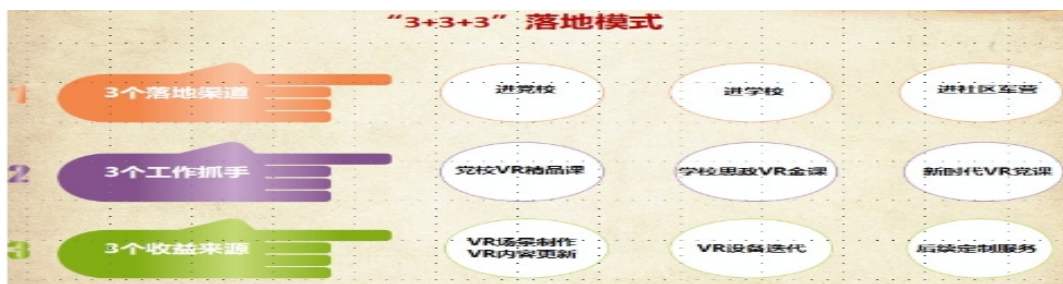 “3+3+3”落地模式
1
3个落地渠道
进党校
进学校
进社区军营
2
3个工作抓手
党校VR精品课
学校思政VR金课
新时代VR党课
3
3个收益来源
VR场景制作
VR内容更新
VR设备迭代
后续定制服务